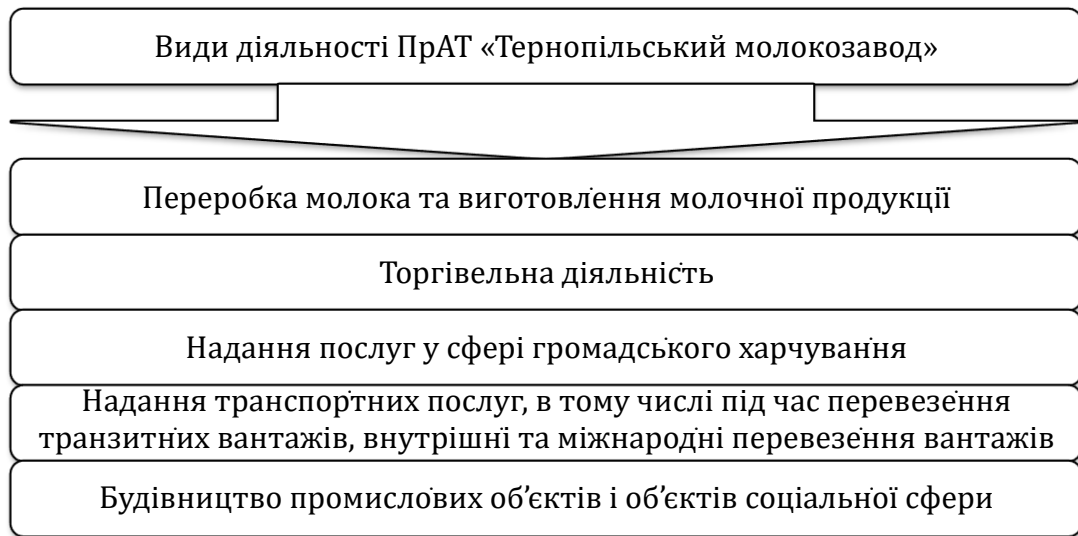 Види діяльності ПрАТ «Тернопільський молокозавод»
Переробка молока та виготовлення молочної продукції
Торгівельна діяльність
Надання послуг у сфері громадського харчування
Надання транспортних послуг, в тому числі під час перевезення
транзитних вантажів, внутрішні та міжнародні перевезення вантажів
Будівництво промислових об’єктів і об’єктів соціальної сфери